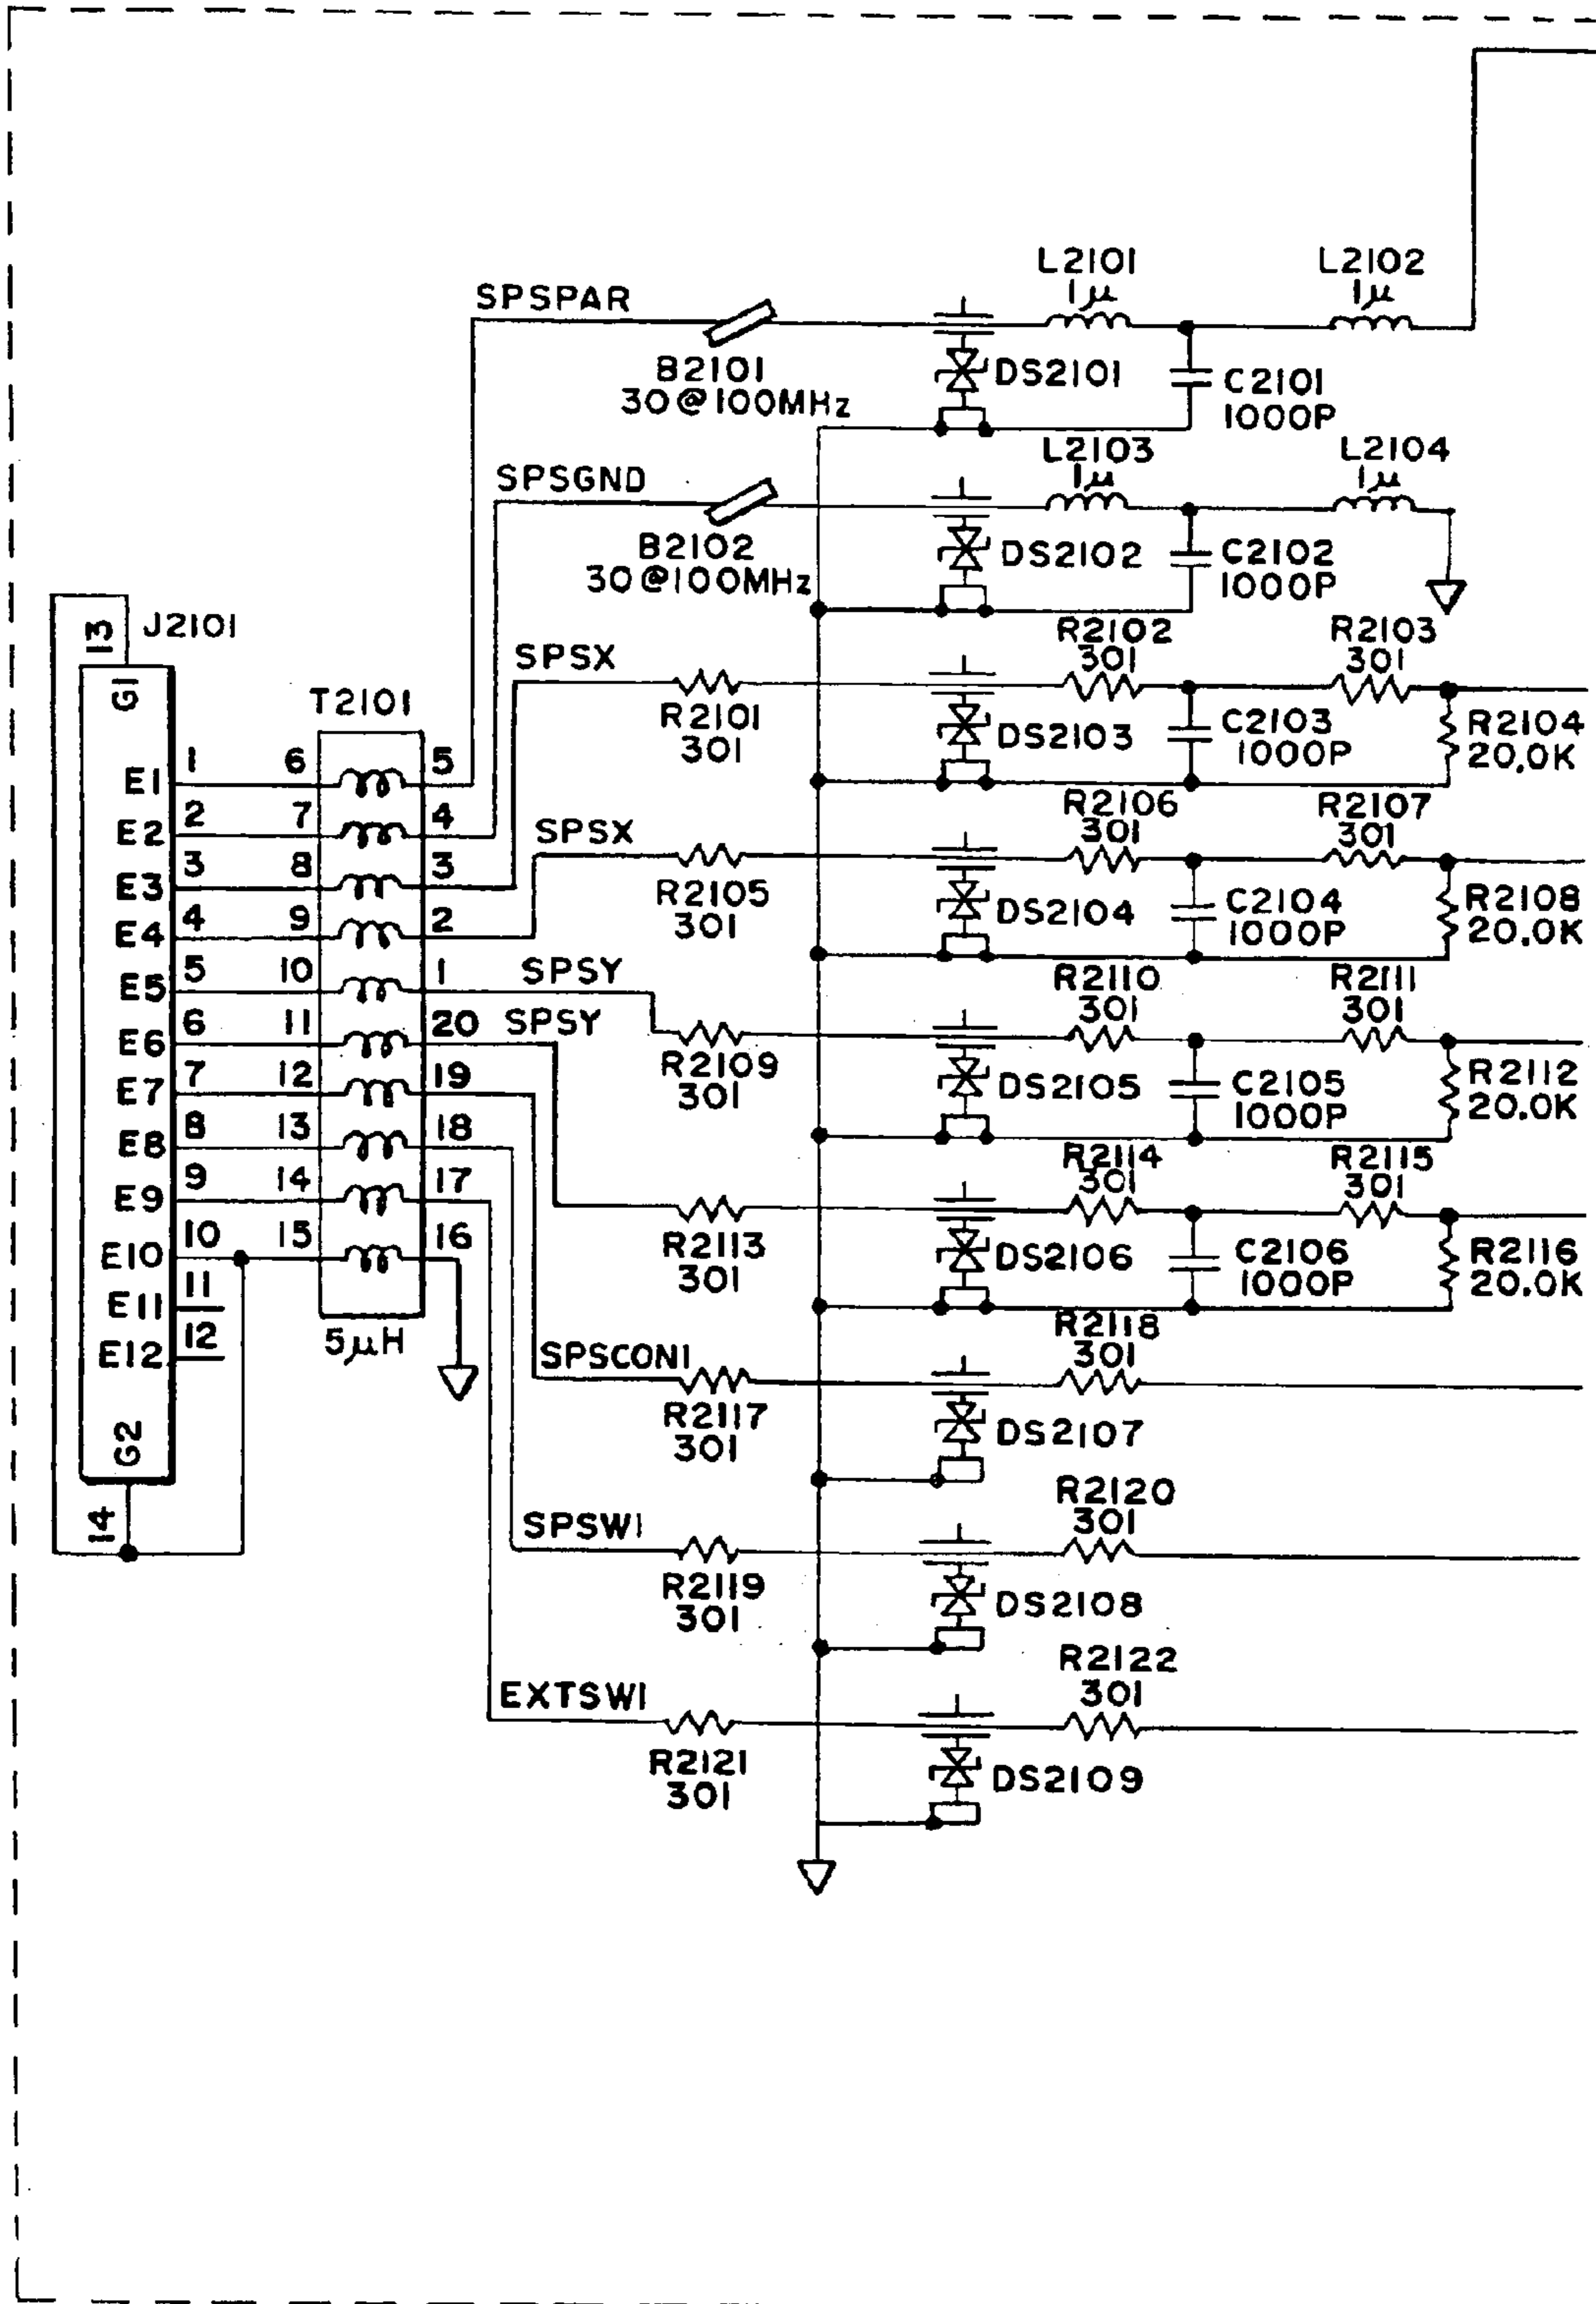 L2101
1μ
L2102
1μ
SPSPAR
B2101
30@100MHz
DS2101
C2101
1000P
L2103
1μ
L2104
1μ
SPSGND
B2102
30@100MHz
DS2102
C2102
1000P
J2101
13
G1
T2101
SPSX
R2101
301
R2102
301
R2103
301
DS2103
C2103
1000P
R2104
20.0K
E1 1 6 5
E2 2 7 4
E3 3 8 3
E4 4 9 2
E5 5 10 1
E6 6 11 20
E7 7 12 19
E8 8 13 18
E9 9 14 17
E10 10 15 16
E11 11
E12 12
5μH
G2
14
SPSX
R2105
301
R2106
301
R2107
301
DS2104
C2104
1000P
R2108
20.0K
SPSY
R2109
301
R2110
301
R2111
301
DS2105
C2105
1000P
R2112
20.0K
SPSY
R2113
301
R2114
301
R2115
301
DS2106
C2106
1000P
R2116
20.0K
SPSCON1
R2117
301
R2118
301
DS2107
SPSW1
R2119
301
R2120
301
DS2108
EXTSW1
R2121
301
R2122
301
DS2109